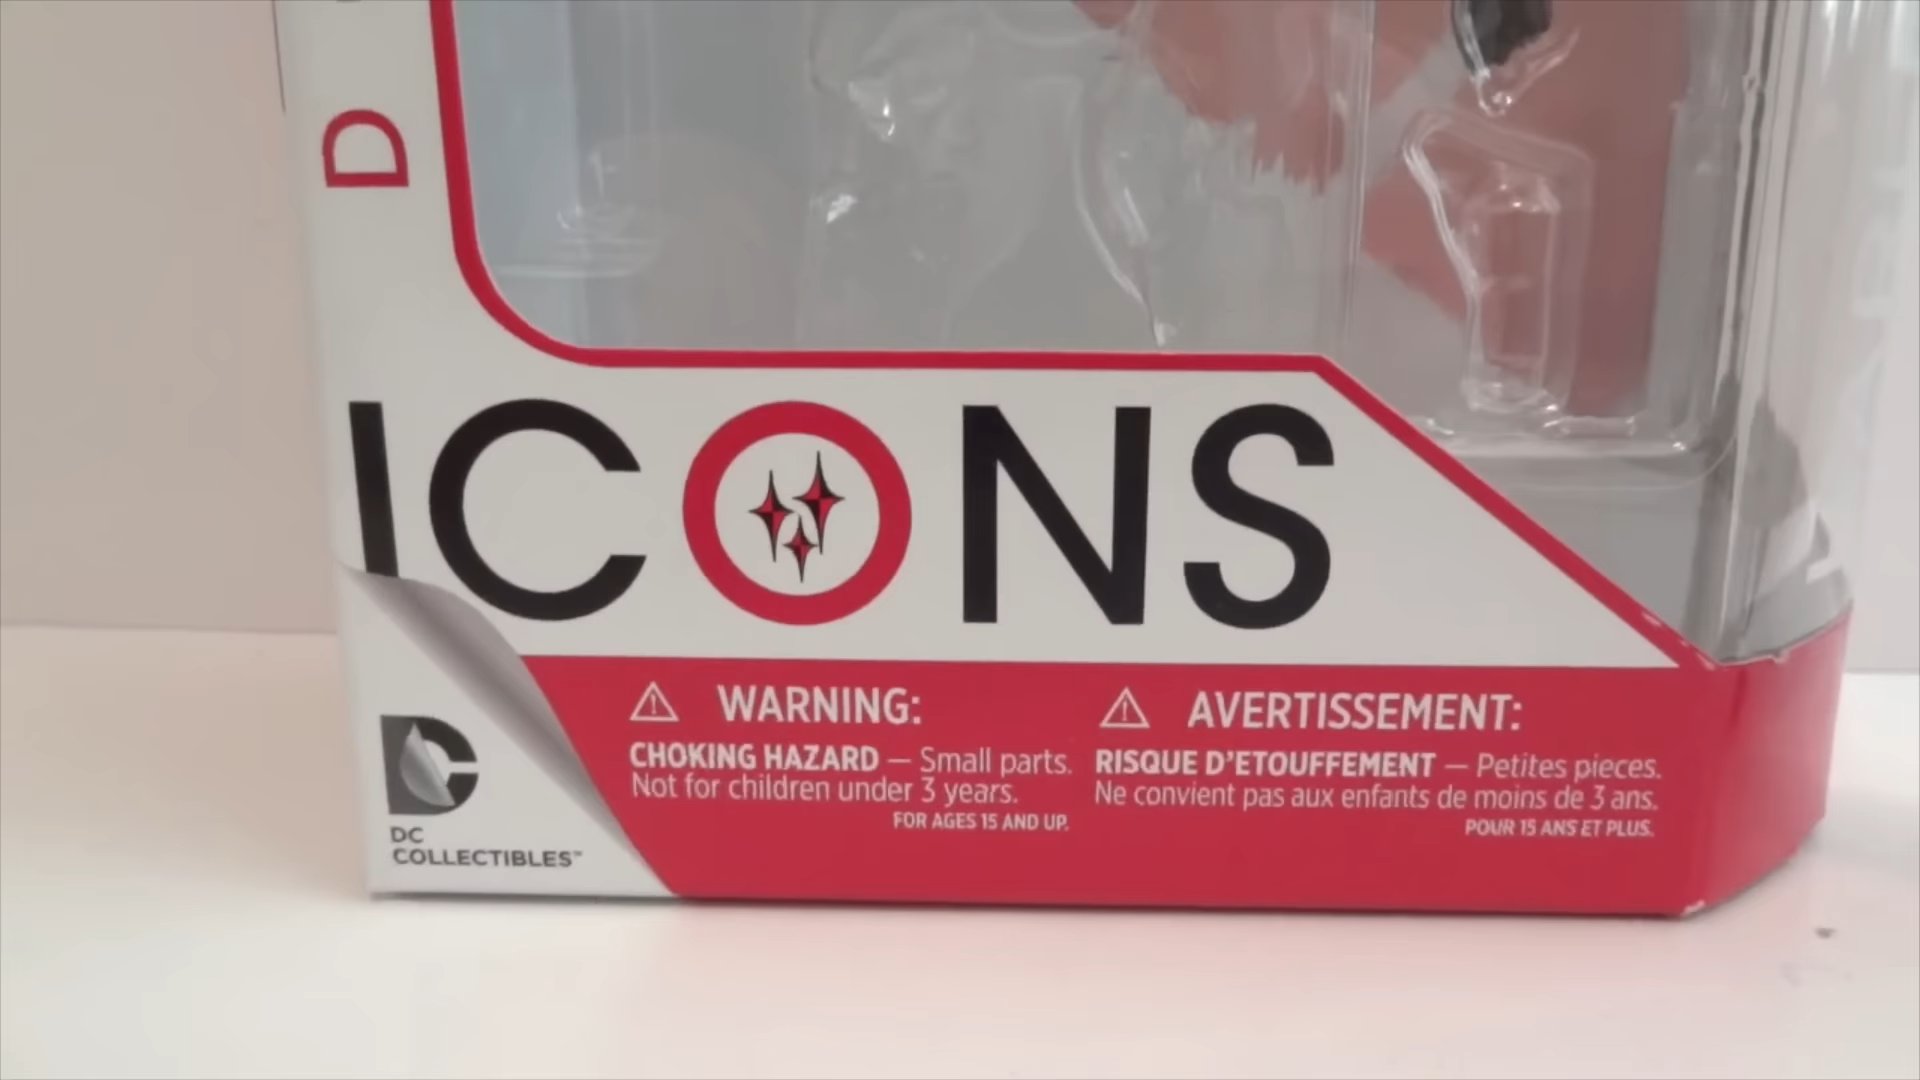 D
ICONS
WARNING:
CHOKING HAZARD — Small parts.
Not for children under 3 years.
FOR AGES 15 AND UP.
AVERTISSEMENT:
RISQUE D'ETOUFFEMENT — Petites pieces.
Ne convient pas aux enfants de moins de 3 ans.
POUR 15 ANS ET PLUS.
DC
COLLECTIBLES™